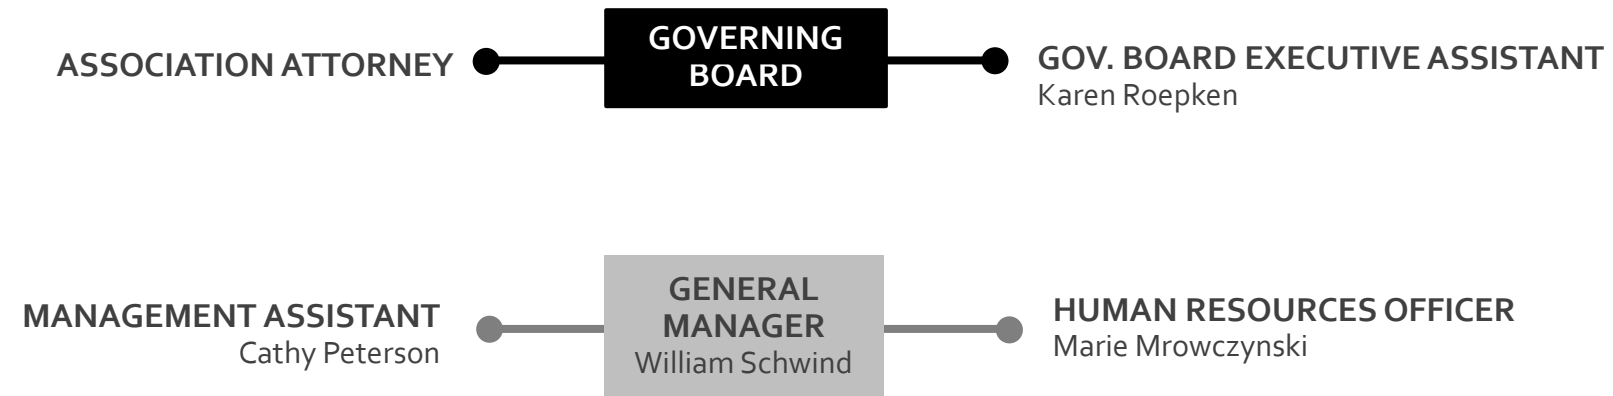 ASSOCIATION ATTORNEY
GOVERNING
BOARD
GOV. BOARD EXECUTIVE ASSISTANT
Karen Roepken
MANAGEMENT ASSISTANT
Cathy Peterson
GENERAL
MANAGER
William Schwind
HUMAN RESOURCES OFFICER
Marie Mrowczynski